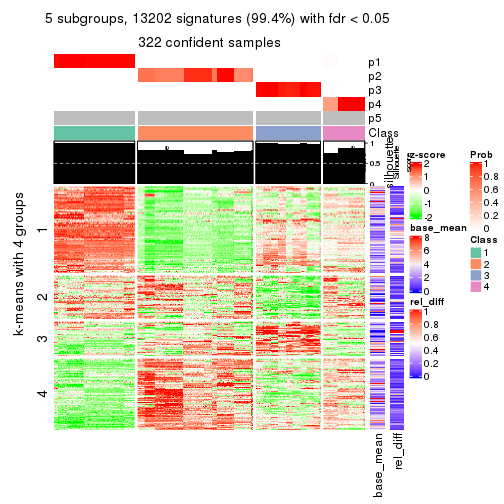 5 subgroups, 13202 signatures (99.4%) with fdr < 0.05
322 confident samples
p1
p2
p3
p4
p5
Class
1
0.5
0
silhouette
Silhouette
k-means with 4 groups
1
2
3
4
base_mean
rel_diff
z-score
2
1
0
-1
-2
base_mean
8
6
4
2
0
rel_diff
1
0.8
0.6
0.4
0.2
0
Prob
1
0.8
0.6
0.4
0.2
0
Class
1
2
3
4